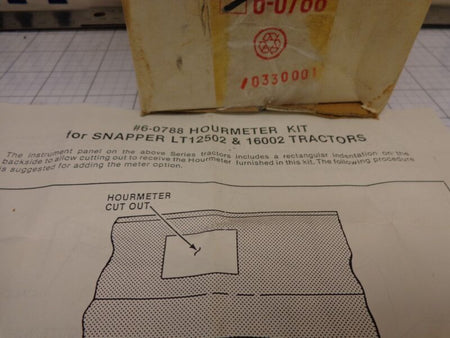 6-0788
10330001
#6-0788 HOURMETER KIT
for SNAPPER LT12502 & 16002 TRACTORS
The instrument panel on the above Series tractors includes a rectangular indentation on the
backside to allow cutting out to receive the Hourmeter furnished in this kit. The following procedure
is suggested for adding the meter option.
HOURMETER
CUT OUT